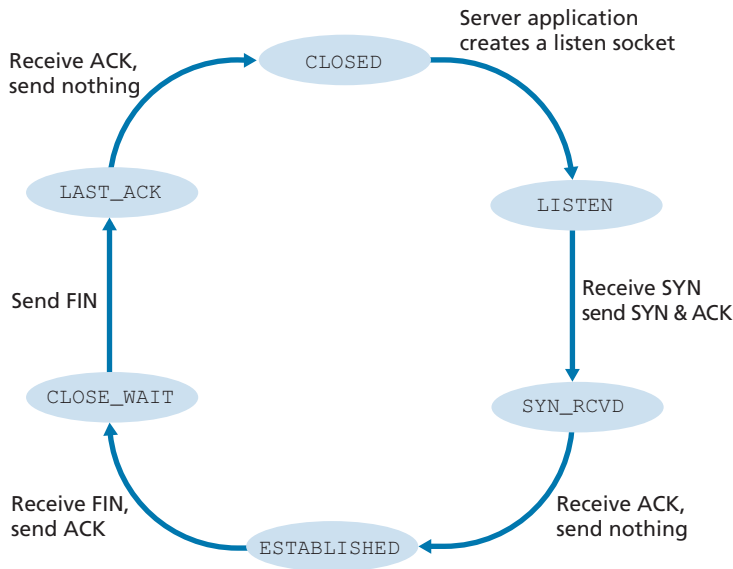 Server application
creates a listen socket
CLOSED
Receive ACK,
send nothing
LAST_ACK
LISTEN
Send FIN
Receive SYN
send SYN & ACK
CLOSE_WAIT
SYN_RCVD
Receive FIN,
send ACK
Receive ACK,
send nothing
ESTABLISHED